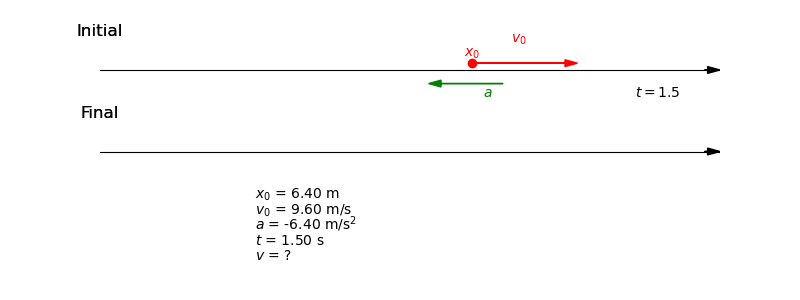 Initial
v₀
x₀
a
t = 1.5
Final
x₀ = 6.40 m
v₀ = 9.60 m/s
a = -6.40 m/s²
t = 1.50 s
v = ?